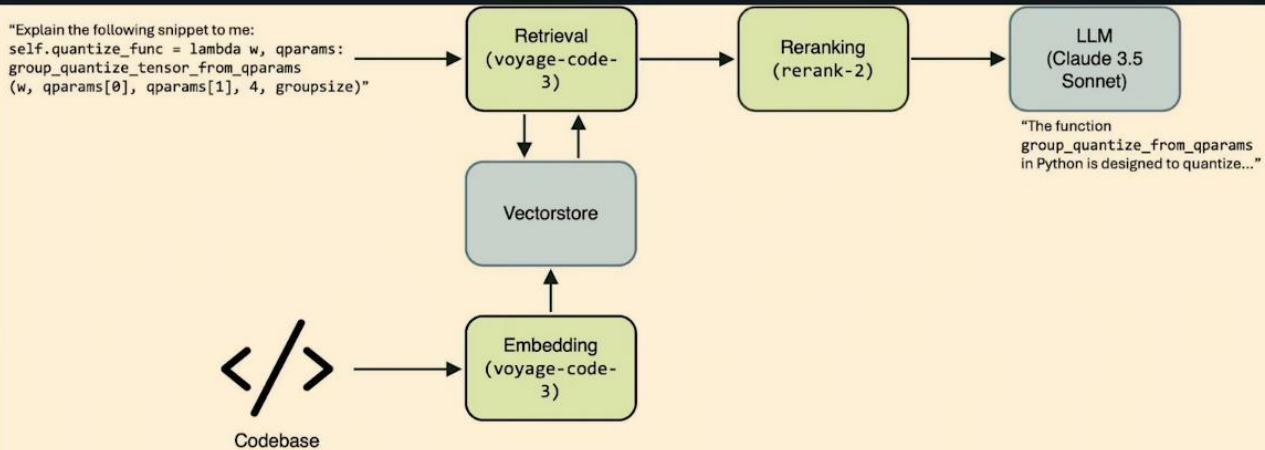 “Explain the following snippet to me:
self.quantize_func = lambda w, qparams:
group_quantize_tensor_from_qparams
(w, qparams[0], qparams[1], 4, groupsize)”
Retrieval
(voyage-code-
3)
Reranking
(rerank-2)
LLM
(Claude 3.5
Sonnet)
“The function
group_quantize_from_qparams
in Python is designed to quantize...”
Vectorstore
Embedding
(voyage-code-
3)
</>
Codebase